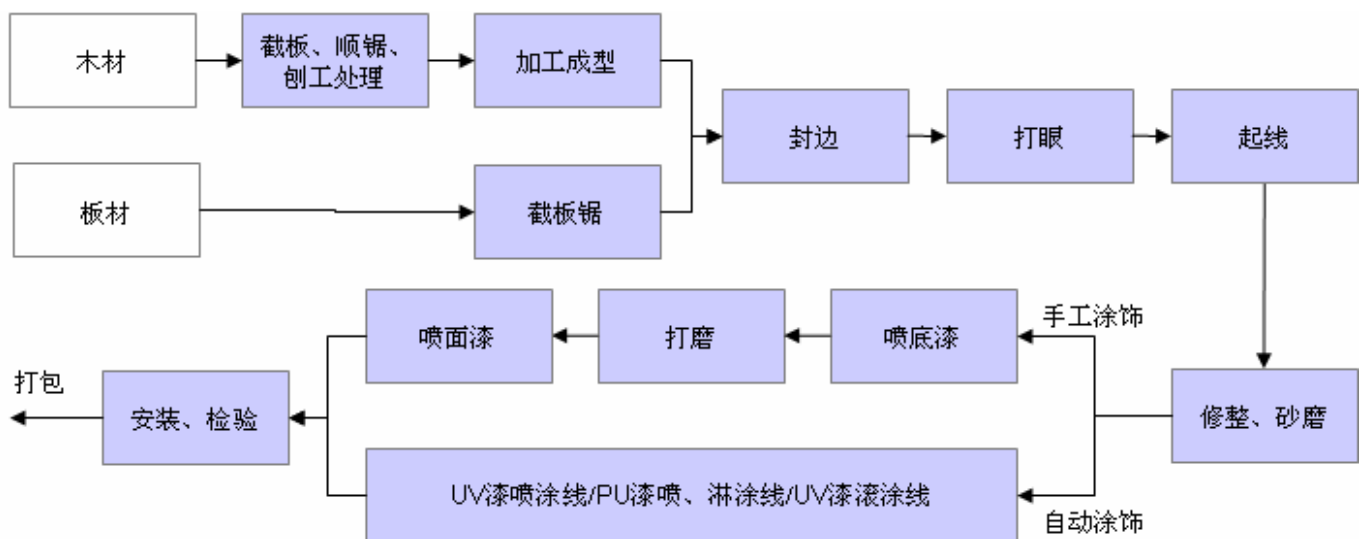 木材
截板、顺锯、
刨工处理
加工成型
封边
打眼
起线
板材
截板锯
喷面漆
打磨
喷底漆
手工涂饰
打包
安装、检验
修整、砂磨
UV漆喷涂线/PU漆喷、淋涂线/UV漆滚涂线
自动涂饰